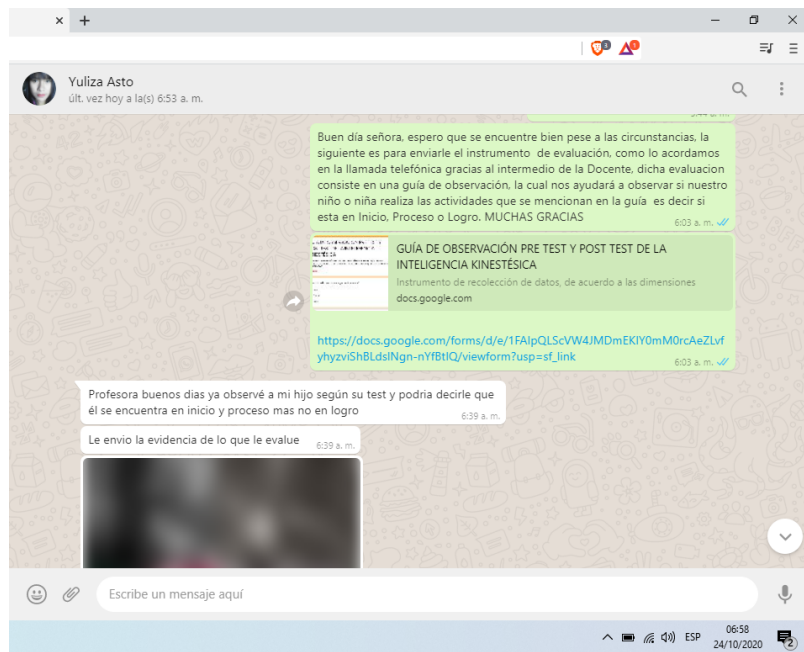 Yuliza Asto
últ. vez hoy a la(s) 6:53 a. m.
Buen día señora, espero que se encuentre bien pese a las circunstancias, la
siguiente es para enviarle el instrumento de evaluación, como lo acordamos
en la llamada telefónica gracias al intermedio de la Docente, dicha evaluacion
consiste en una guía de observación, la cual nos ayudará a observar si nuestro
niño o niña realiza las actividades que se mencionan en la guía es decir si
esta en Inicio, Proceso o Logro. MUCHAS GRACIAS
6:03 a. m.
GUÍA DE OBSERVACIÓN PRE TEST Y POST TEST DE LA
INTELIGENCIA KINESTÉSICA
Instrumento de recolección de datos, de acuerdo a las dimensiones
docs.google.com
https://docs.google.com/forms/d/e/1FAIpQLScVW4JMDmEKlY0mM0rcAeZLvf
yhyzviShBLdsINgn-nYfBtIQ/viewform?usp=sf_link
6:03 a. m.
Profesora buenos dias ya observé a mi hijo según su test y podria decirle que
él se encuentra en inicio y proceso mas no en logro
6:39 a. m.
Le envio la evidencia de lo que le evalue
6:39 a. m.
Escribe un mensaje aquí
ESP
06:58
24/10/2020
2